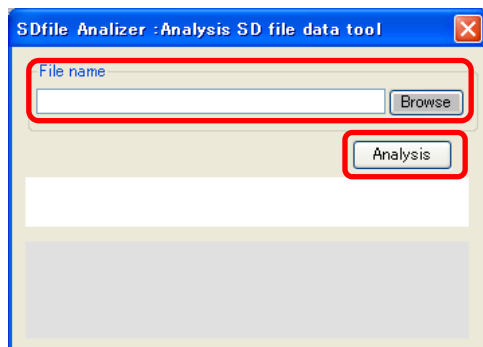 SDfile Analizer :Analysis SD file data tool
File name
Browse
Analysis